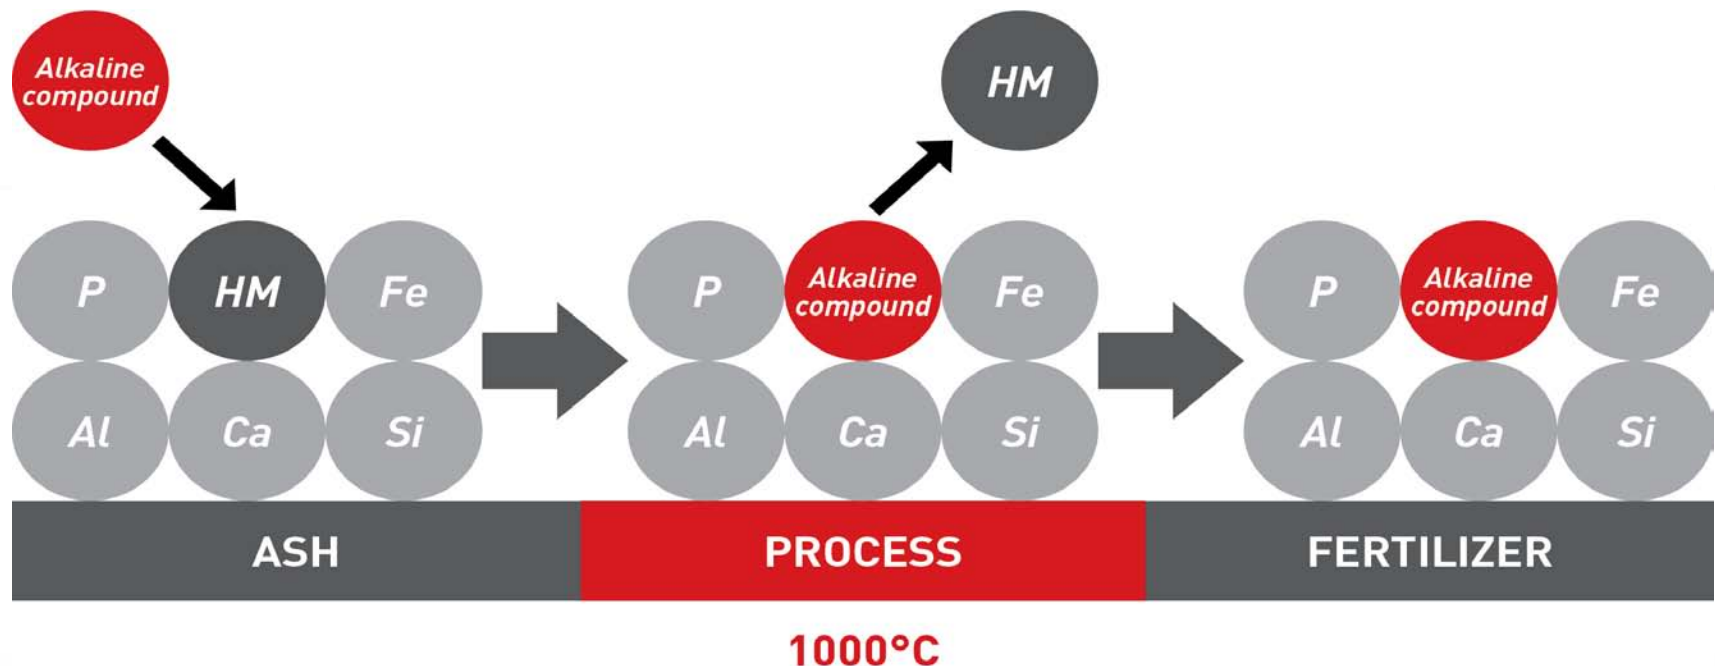 Alkaline
compound
HM
P
HM
Fe
P
Alkaline
compound
Fe
P
Alkaline
compound
Fe
Al
Ca
Si
Al
Ca
Si
Al
Ca
Si
ASH
PROCESS
FERTILIZER
1000°C